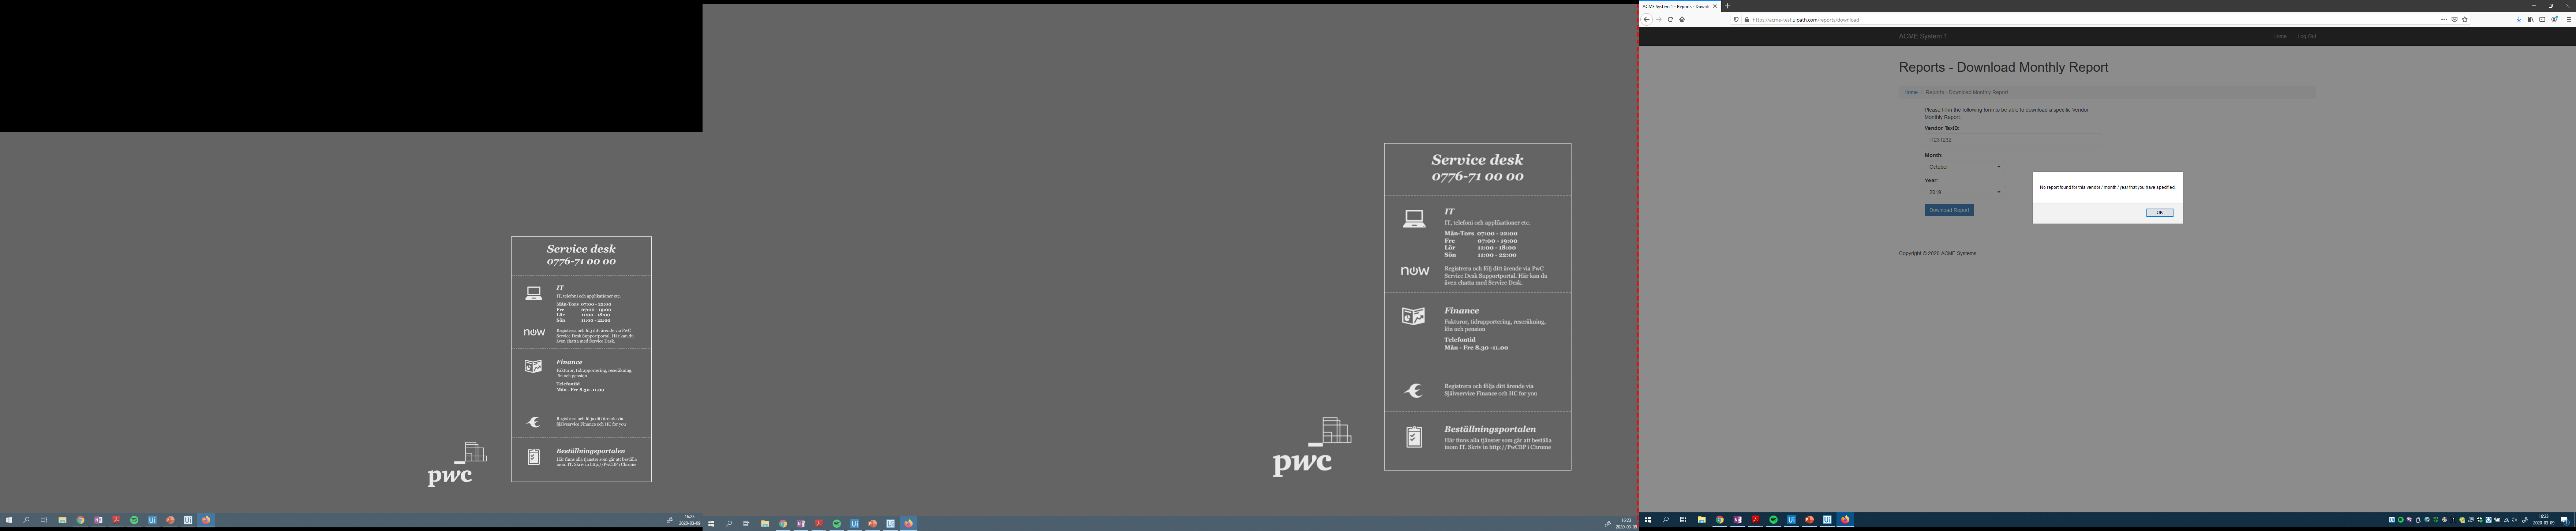 Service desk
0776-71 00 00
IT
IT, telefoni och applikationer etc.
Mån-Tors 07:00 - 22:00
Fre 07:00 - 19:00
Lör 11:00 - 18:00
Sön 11:00 - 22:00
now
Registrera och följ ditt ärende via PwC
Service Desk Supportportal. Här kan du
även chatta med Service Desk.
Finance
Fakturor, tidrapportering, reseräkning,
lön och pension
Telefontid
Mån - Fre 8.30 -11.00
Registrera och följa ditt ärende via
Självservice Finance och HC for you
Beställningsportalen
Här finns alla tjänster som går att beställa
inom IT. Skriv in http://PwCBP i Chrome
pwc
16:23
2020-03-09
Service desk
0776-71 00 00
IT
IT, telefoni och applikationer etc.
Mån-Tors 07:00 - 22:00
Fre 07:00 - 19:00
Lör 11:00 - 18:00
Sön 11:00 - 22:00
now
Registrera och följ ditt ärende via PwC
Service Desk Supportportal. Här kan du
även chatta med Service Desk.
Finance
Fakturor, tidrapportering, reseräkning,
lön och pension
Telefontid
Mån - Fre 8.30 -11.00
Registrera och följa ditt ärende via
Självservice Finance och HC for you
Beställningsportalen
Här finns alla tjänster som går att beställa
inom IT. Skriv in http://PwCBP i Chrome
pwc
16:23
2020-03-09
ACME System 1 - Reports - Downl
https://acme-test.uipath.com/reports/download
ACME System 1
Home Log Out
Reports - Download Monthly Report
Home Reports - Download Monthly Report
Please fill in the following form to be able to download a specific Vendor
Monthly Report
Vendor TaxID:
IT231232
Month:
October
Year:
2019
Download Report
No report found for this vendor / month / year that you have specified.
OK
Copyright © 2020 ACME Systems
16:23
2020-03-09